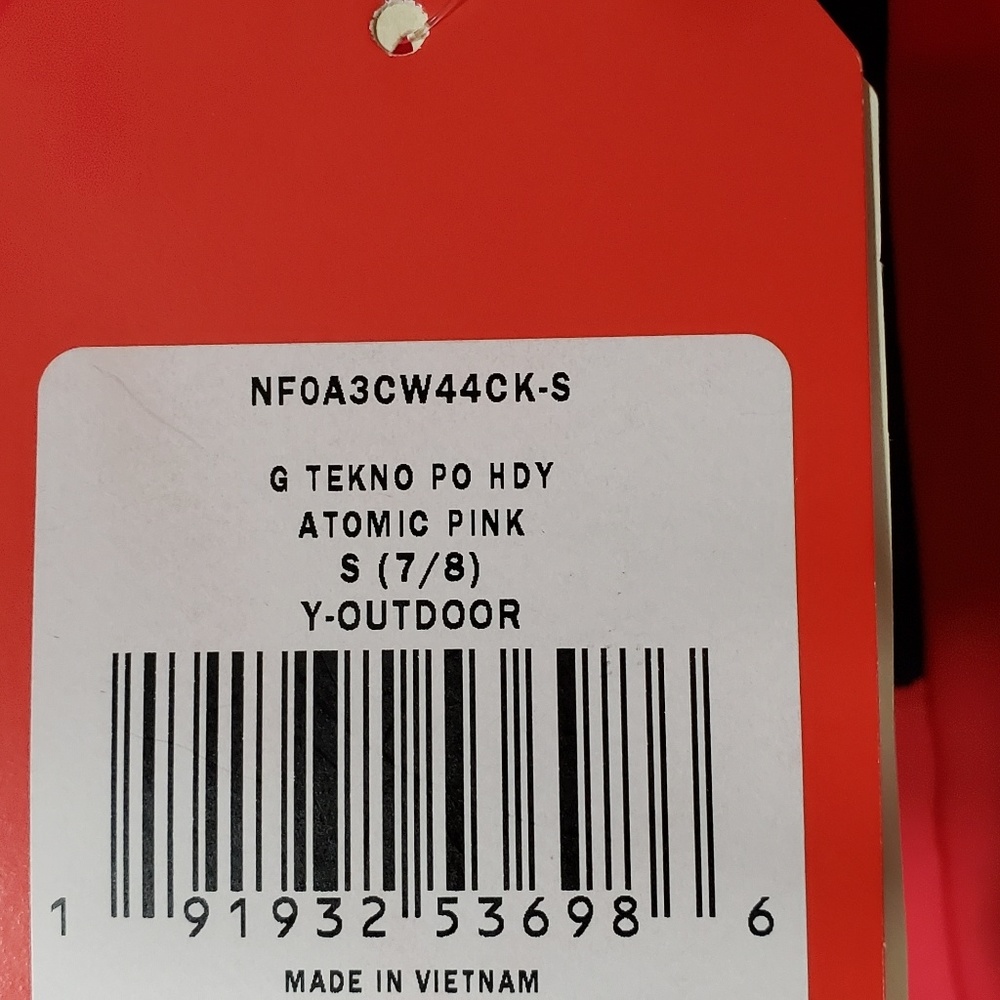 NF0A3CW44CK-S
G TEKNO PO HDY
ATOMIC PINK
S (7/8)
Y-OUTDOOR
1 91932 53698 6
MADE IN VIETNAM